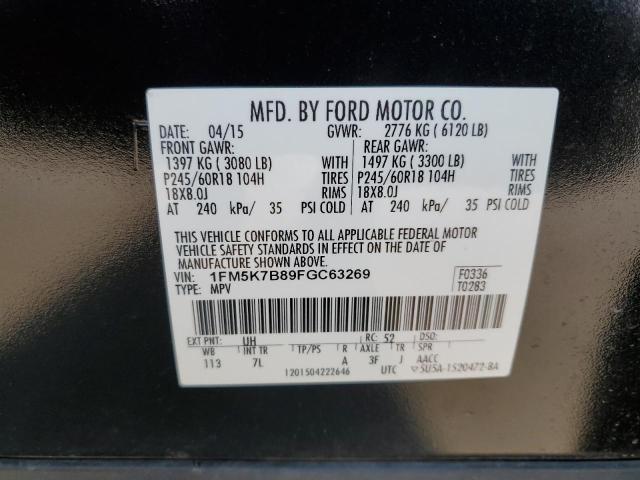 MFD. BY FORD MOTOR CO.
DATE: 04/15 GVWR: 2776 KG ( 6120 LB)
FRONT GAWR: REAR GAWR:
1397 KG ( 3080 LB) WITH 1497 KG ( 3300 LB) WITH
P245/60R18 104H TIRES P245/60R18 104H TIRES
18X8.0J RIMS 18X8.0J RIMS
AT 240 kPa/ 35 PSI COLD AT 240 kPa/ 35 PSI COLD
THIS VEHICLE CONFORMS TO ALL APPLICABLE FEDERAL MOTOR
VEHICLE SAFETY STANDARDS IN EFFECT ON THE DATE OF
MANUFACTURE SHOWN ABOVE.
VIN: 1FM5K7B89FGC63269 F0336
TYPE: MPV T0283
EXT PNT: UH RC: 52 DSO:
WB INT TR TP/PS R AXLE TR SPR
113 7L A 3F J AACC
1201504222646 UTC ▽5U5A-1520472-BA